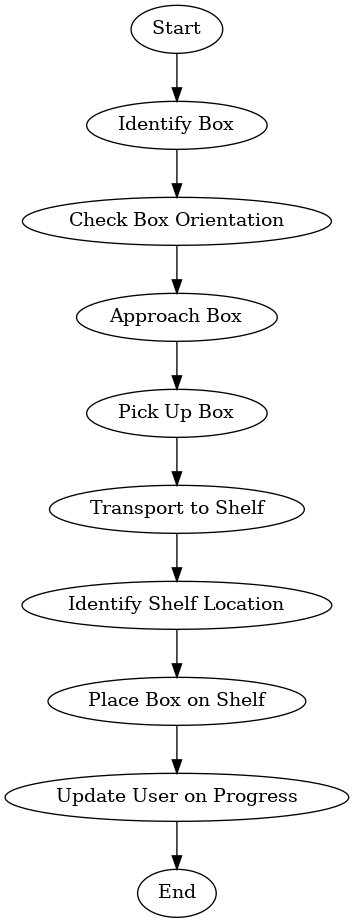 Start
Identify Box
Check Box Orientation
Approach Box
Pick Up Box
Transport to Shelf
Identify Shelf Location
Place Box on Shelf
Update User on Progress
End